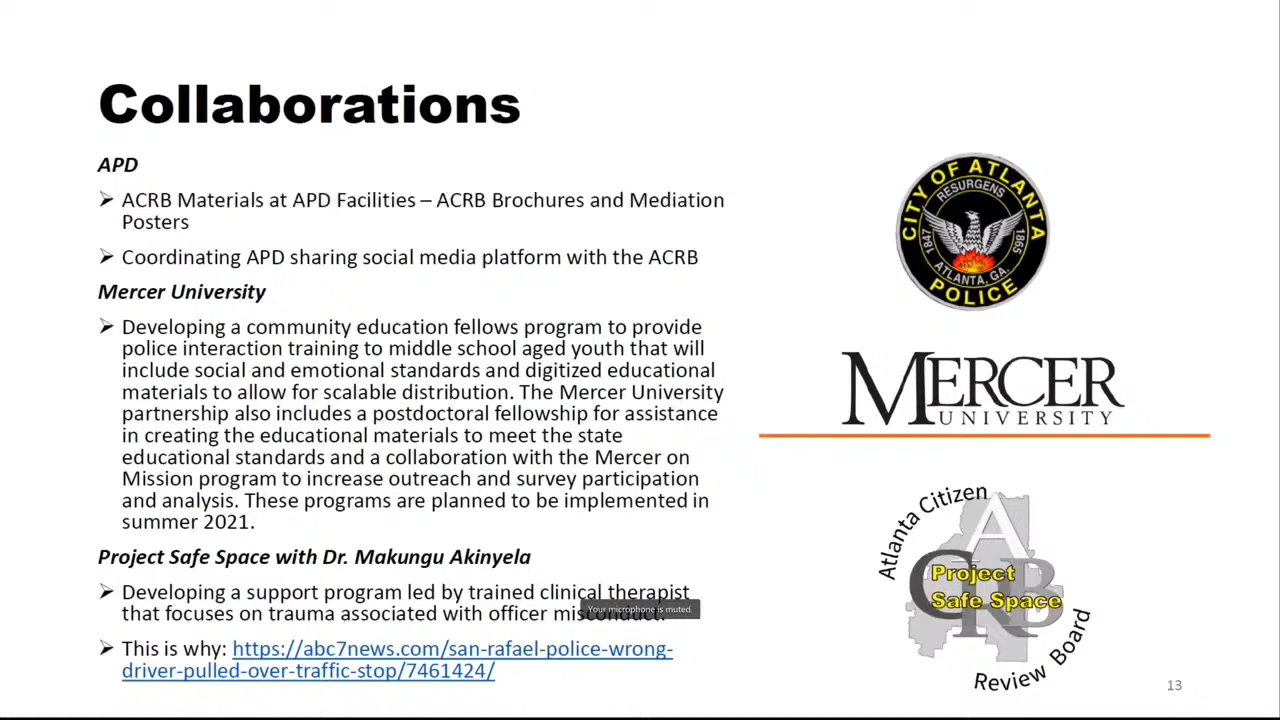 Collaborations
APD
➢ ACRB Materials at APD Facilities – ACRB Brochures and Mediation
Posters
➢ Coordinating APD sharing social media platform with the ACRB
Mercer University
➢ Developing a community education fellows program to provide
police interaction training to middle school aged youth that will
include social and emotional standards and digitized educational
materials to allow for scalable distribution. The Mercer University
partnership also includes a postdoctoral fellowship for assistance
in creating the educational materials to meet the state
educational standards and a collaboration with the Mercer on
Mission program to increase outreach and survey participation
and analysis. These programs are planned to be implemented in
summer 2021.
Project Safe Space with Dr. Makungu Akinyela
➢ Developing a support program led by trained clinical therapist
that focuses on trauma associated with officer misconduct.
Your microphone is muted.
➢ This is why: https://abc7news.com/san-rafael-police-wrong-
driver-pulled-over-traffic-stop/7461424/
CITY OF ATLANTA
RESURGENS
1847
1865
ATLANTA, GA.
POLICE
MERCER
UNIVERSITY
Atlanta Citizen
ACRB
Project
Safe Space
Review Board
13